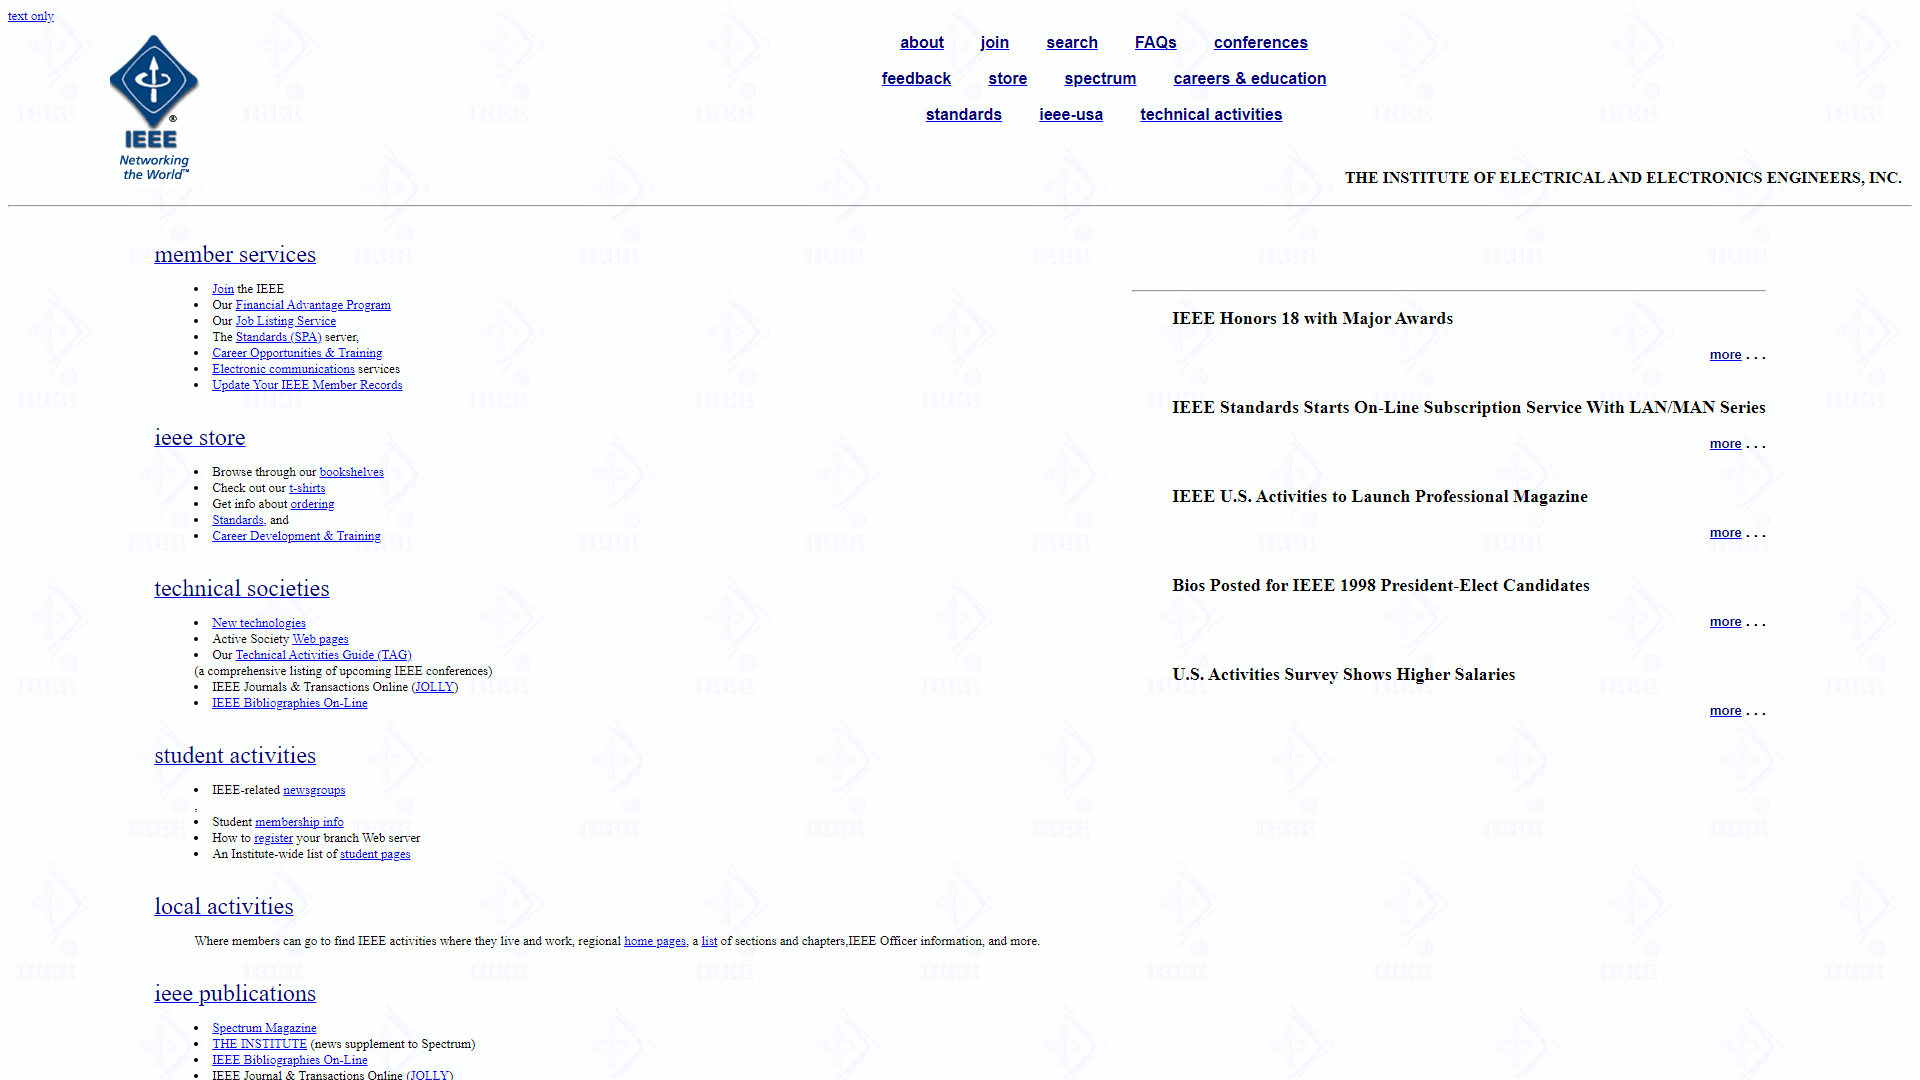 text only
about join search FAQs conferences
feedback store spectrum careers & education
standards ieee-usa technical activities
IEEE
Networking
the World™
THE INSTITUTE OF ELECTRICAL AND ELECTRONICS ENGINEERS, INC.
member services
• Join the IEEE
• Our Financial Advantage Program
• Our Job Listing Service
• The Standards (SPA) server,
• Career Opportunities & Training
• Electronic communications services
• Update Your IEEE Member Records
ieee store
• Browse through our bookshelves
• Check out our t-shirts
• Get info about ordering
• Standards, and
• Career Development & Training
technical societies
• New technologies
• Active Society Web pages
• Our Technical Activities Guide (TAG)
(a comprehensive listing of upcoming IEEE conferences)
• IEEE Journals & Transactions Online (JOLLY)
• IEEE Bibliographies On-Line
student activities
• IEEE-related newsgroups
,
• Student membership info
• How to register your branch Web server
• An Institute-wide list of student pages
local activities
Where members can go to find IEEE activities where they live and work, regional home pages, a list of sections and chapters,IEEE Officer information, and more.
ieee publications
• Spectrum Magazine
• THE INSTITUTE (news supplement to Spectrum)
• IEEE Bibliographies On-Line
• IEEE Journal & Transactions Online (JOLLY)
IEEE Honors 18 with Major Awards
more . . .
IEEE Standards Starts On-Line Subscription Service With LAN/MAN Series
more . . .
IEEE U.S. Activities to Launch Professional Magazine
more . . .
Bios Posted for IEEE 1998 President-Elect Candidates
more . . .
U.S. Activities Survey Shows Higher Salaries
more . . .